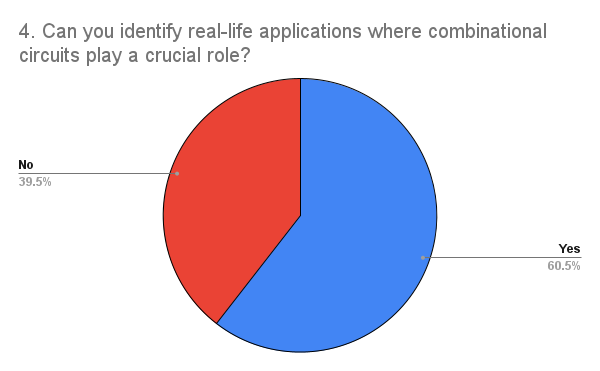 4. Can you identify real-life applications where combinational
circuits play a crucial role?
No
39.5%
Yes
60.5%